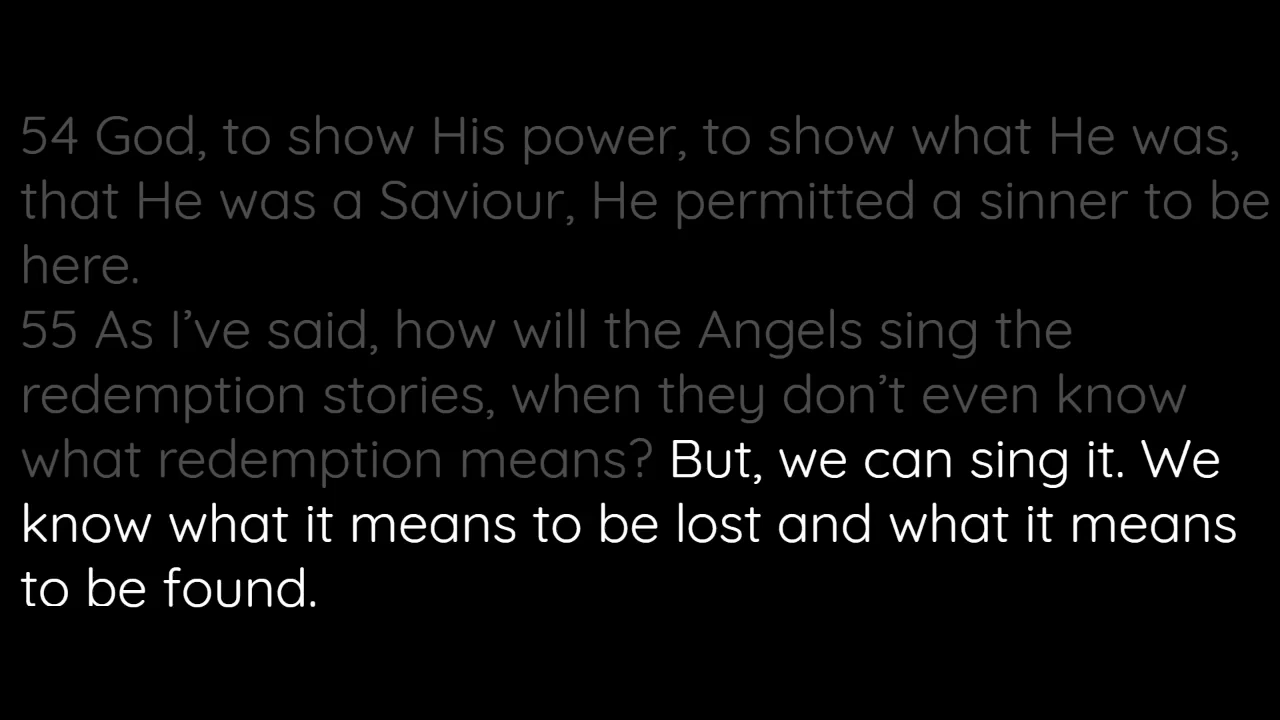 54 God, to show His power, to show what He was,
that He was a Saviour, He permitted a sinner to be
here.
55 As I’ve said, how will the Angels sing the
redemption stories, when they don’t even know
what redemption means? But, we can sing it. We
know what it means to be lost and what it means
to be found.